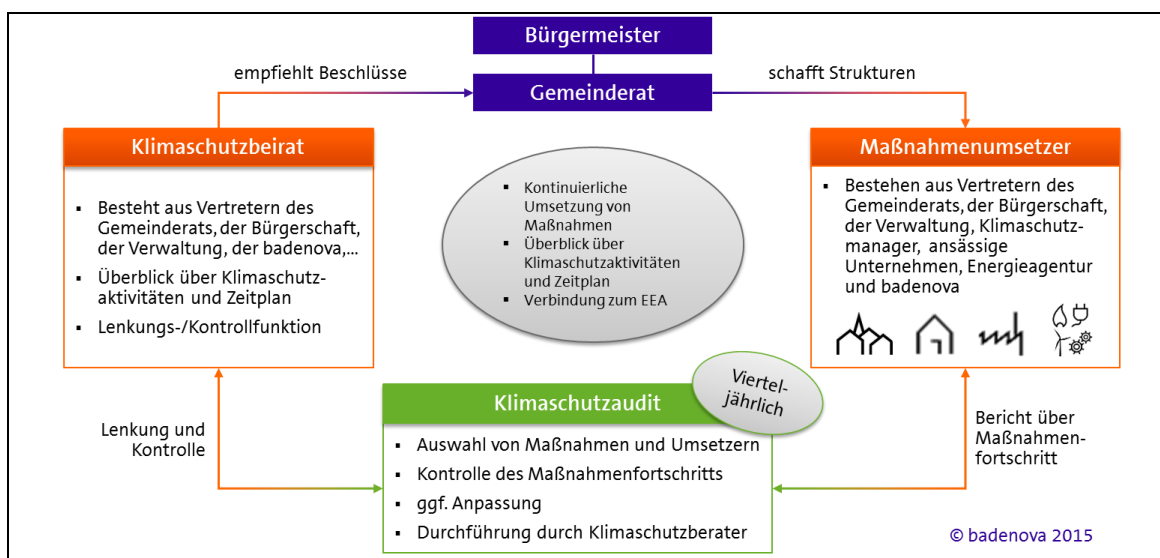 Bürgermeister
empfiehlt Beschlüsse
Gemeinderat
schafft Strukturen
Klimaschutzbeirat
▪ Besteht aus Vertretern des
Gemeinderats, der Bürgerschaft,
der Verwaltung, der badenova,...
▪ Überblick über Klimaschutz-
aktivitäten und Zeitplan
▪ Lenkungs-/Kontrollfunktion
▪ Kontinuierliche
Umsetzung von
Maßnahmen
▪ Überblick über
Klimaschutzaktivitäten
und Zeitplan
▪ Verbindung zum EEA
Maßnahmenumsetzer
▪ Bestehen aus Vertretern des
Gemeinderats, der Bürgerschaft,
der Verwaltung, Klimaschutz-
manager, ansässige
Unternehmen, Energieagentur
und badenova
Lenkung und
Kontrolle
Klimaschutzaudit
Viertel-
jährlich
▪ Auswahl von Maßnahmen und Umsetzern
▪ Kontrolle des Maßnahmenfortschritts
▪ ggf. Anpassung
▪ Durchführung durch Klimaschutzberater
Bericht über
Maßnahmen-
fortschritt
© badenova 2015